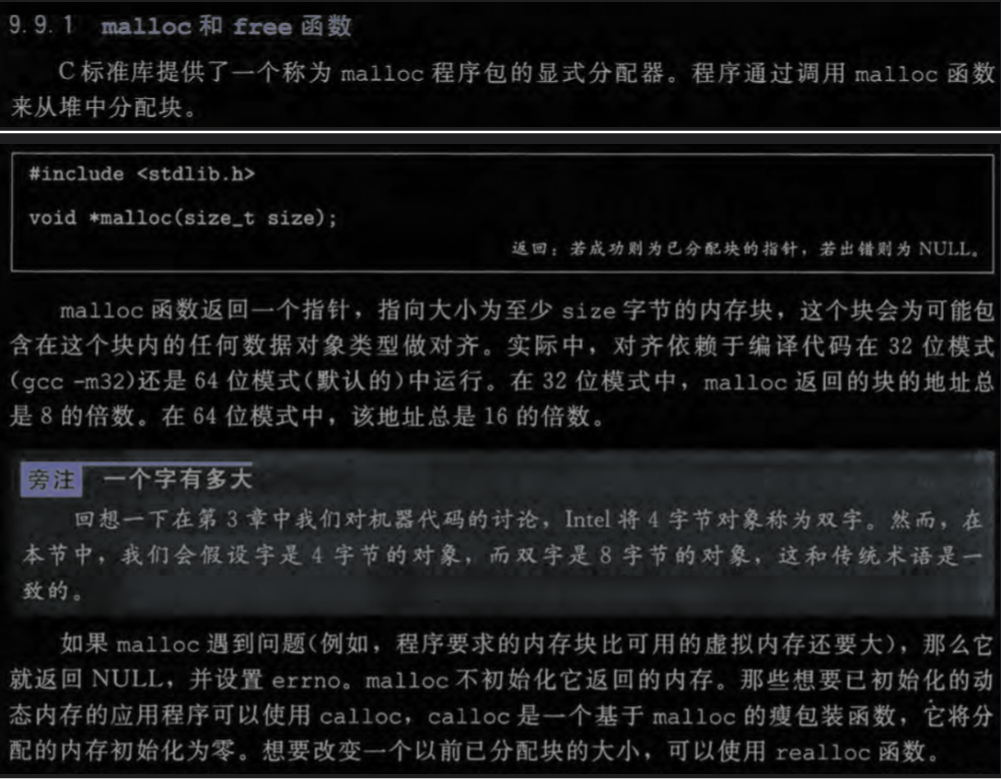 9.9.1 malloc 和 free 函数
C 标准库提供了一个称为 malloc 程序包的显式分配器。程序通过调用 malloc 函数
来从堆中分配块。
#include <stdlib.h>
void *malloc(size_t size);
返回：若成功则为已分配块的指针，若出错则为 NULL。
malloc 函数返回一个指针，指向大小为至少 size 字节的内存块，这个块会为可能包
含在这个块内的任何数据对象类型做对齐。实际中，对齐依赖于编译代码在 32 位模式
(gcc -m32)还是 64 位模式(默认的)中运行。在 32 位模式中，malloc 返回的块的地址总
是 8 的倍数。在 64 位模式中，该地址总是 16 的倍数。
旁注 一个字有多大
回想一下在第 3 章中我们对机器代码的讨论，Intel 将 4 字节对象称为双字。然而，在
本节中，我们会假设字是 4 字节的对象，而双字是 8 字节的对象，这和传统术语是一
致的。
如果 malloc 遇到问题(例如，程序要求的内存块比可用的虚拟内存还要大)，那么它
就返回 NULL，并设置 errno。malloc 不初始化它返回的内存。那些想要已初始化的动
态内存的应用程序可以使用 calloc，calloc 是一个基于 malloc 的瘦包装函数，它将分
配的内存初始化为零。想要改变一个以前已分配块的大小，可以使用 realloc 函数。